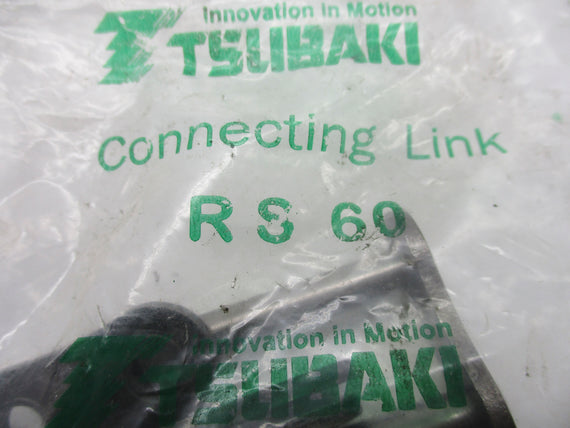 Innovation in Motion
TSUBAKI
Connecting Link
RS 60
Innovation in Motion
TSUBAKI